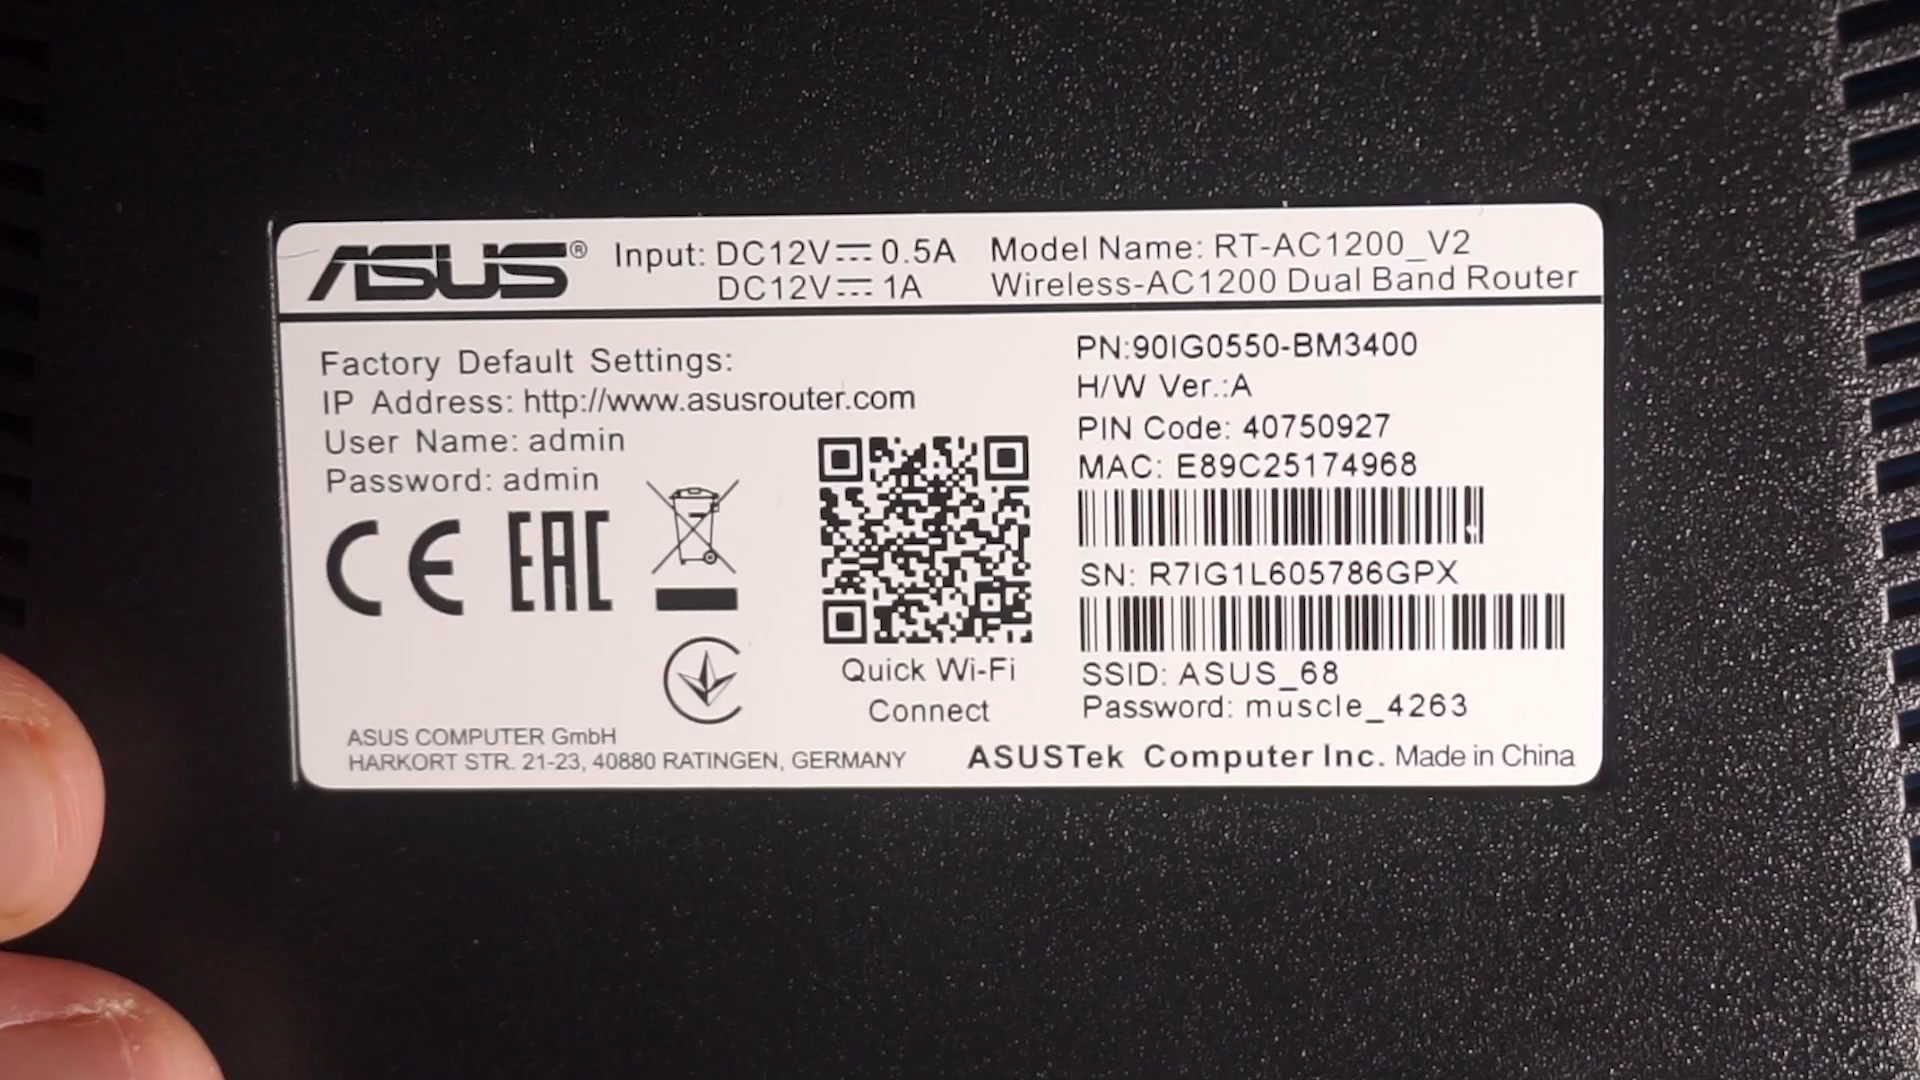 ASUS® Input: DC12V⎓0.5A
DC12V⎓1A
Model Name: RT-AC1200_V2
Wireless-AC1200 Dual Band Router
Factory Default Settings:
IP Address: http://www.asusrouter.com
User Name: admin
Password: admin
CE EAC
Quick Wi-Fi
Connect
ASUS COMPUTER GmbH
HARKORT STR. 21-23, 40880 RATINGEN, GERMANY
PN:90IG0550-BM3400
H/W Ver.:A
PIN Code: 40750927
MAC: E89C25174968
SN: R7IG1L605786GPX
SSID: ASUS_68
Password: muscle_4263
ASUSTek Computer Inc. Made in China